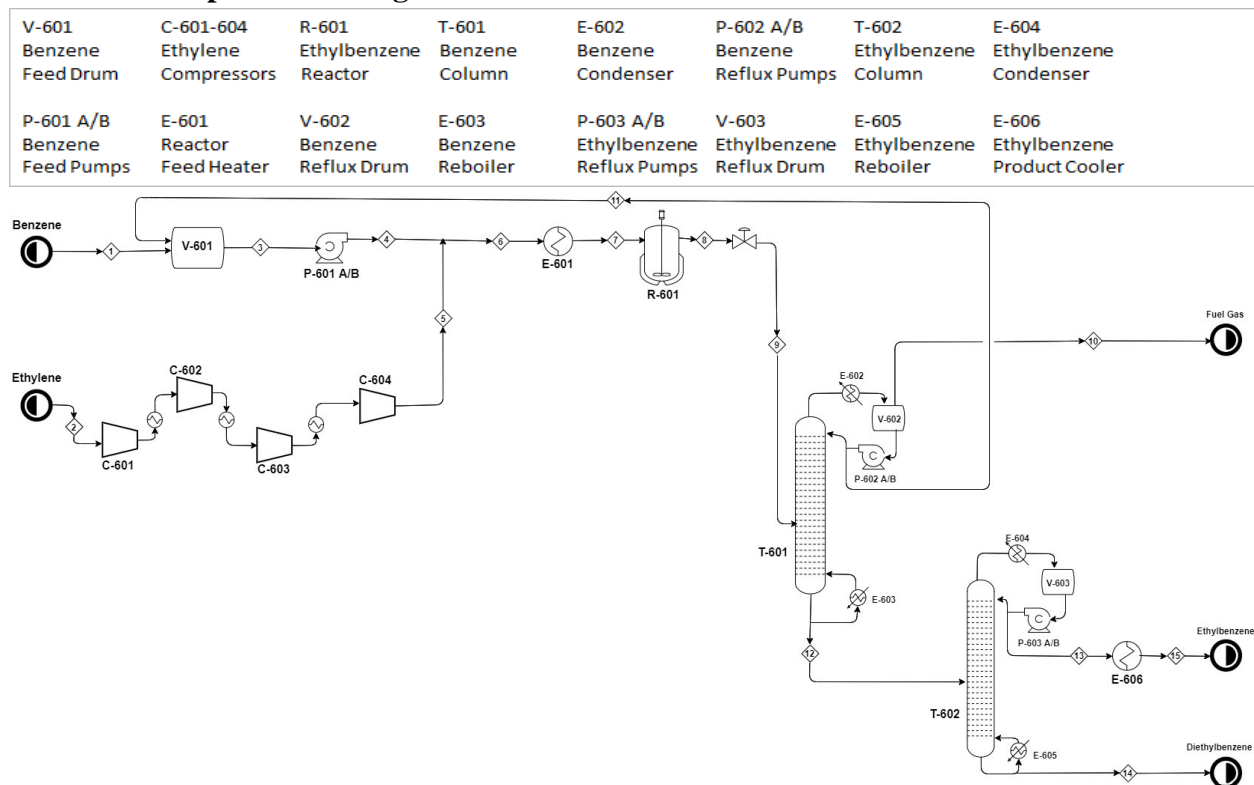 V-601 C-601-604 R-601 T-601 E-602 P-602 A/B T-602 E-604
Benzene Ethylene Ethylbenzene Benzene Benzene Benzene Ethylbenzene Ethylbenzene
Feed Drum Compressors Reactor Column Condenser Reflux Pumps Column Condenser
P-601 A/B E-601 V-602 E-603 P-603 A/B V-603 E-605 E-606
Benzene Reactor Benzene Benzene Ethylbenzene Ethylbenzene Ethylbenzene Ethylbenzene
Feed Pumps Feed Heater Reflux Drum Reboiler Reflux Pumps Reflux Drum Reboiler Product Cooler
11
Benzene
1
V-601
3
P-601 A/B
4
6
E-601
7
R-601
8
5
9
Fuel Gas
10
Ethylene
2
C-601
C-602
C-603
C-604
E-602
V-602
C
P-602 A/B
T-601
E-603
12
E-604
V-603
C
P-603 A/B
Ethylbenzene
13
E-606
15
T-602
E-605
Diethylbenzene
14